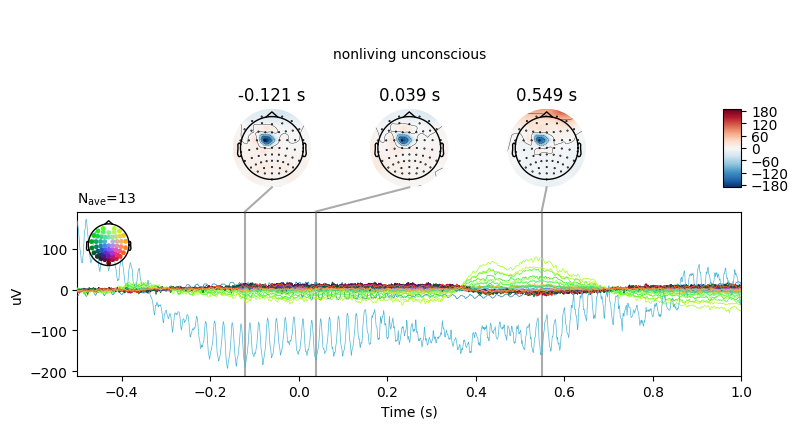 nonliving unconscious
-0.121 s 0.039 s 0.549 s
180
120
60
0
−60
−120
−180
Nave=13
100
0
−100
−200
uV
−0.4 −0.2 0.0 0.2 0.4 0.6 0.8 1.0
Time (s)